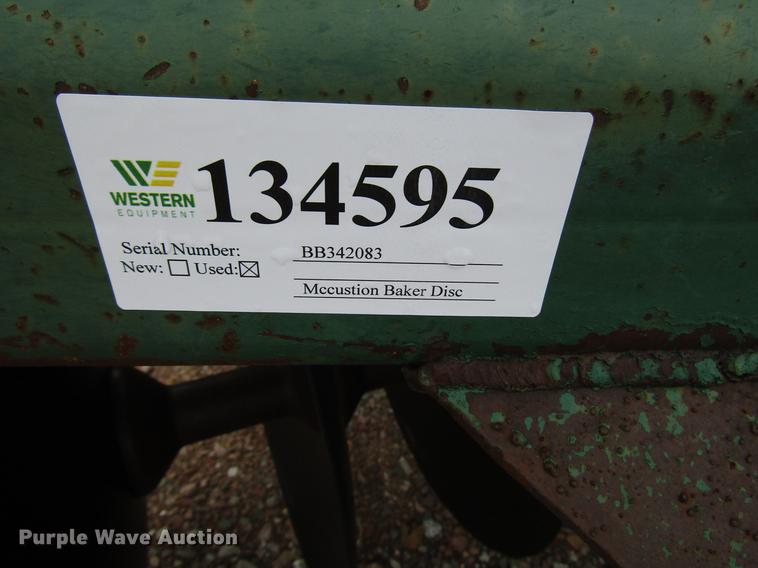 WESTERN
EQUIPMENT
134595
Serial Number: BB342083
New: Used:
Mccustion Baker Disc
Purple Wave Auction